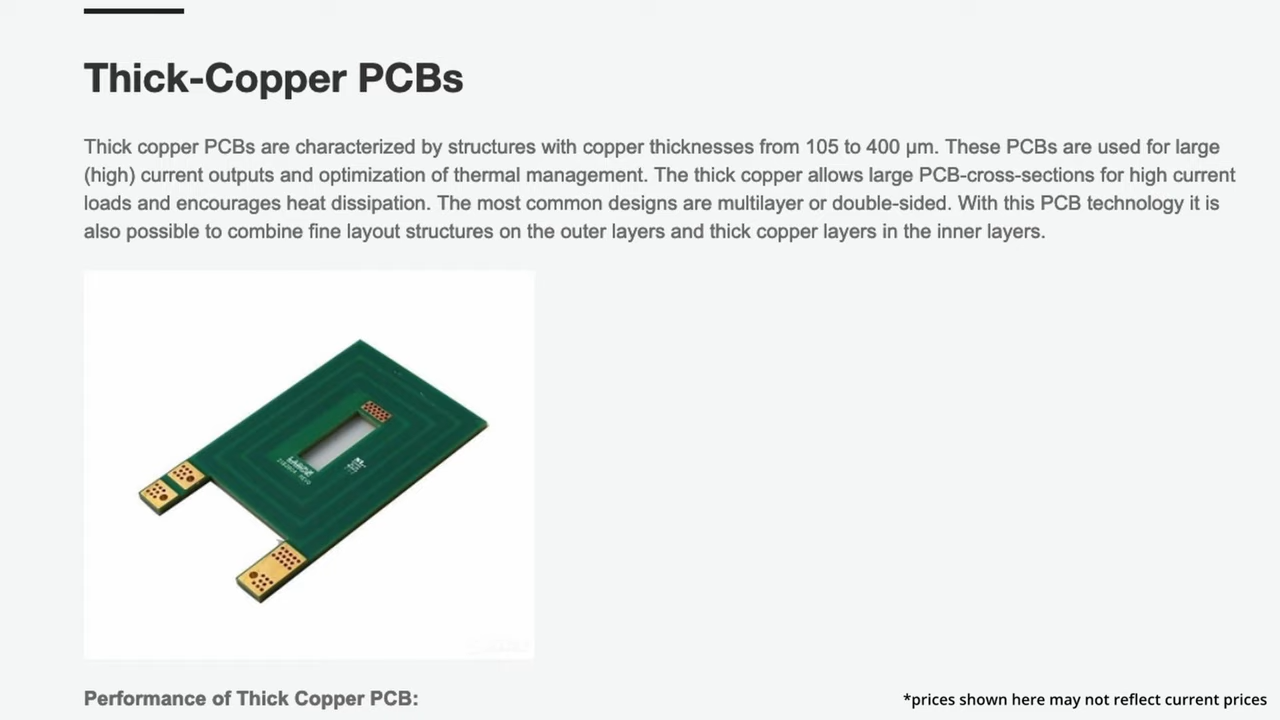 Thick-Copper PCBs
Thick copper PCBs are characterized by structures with copper thicknesses from 105 to 400 µm. These PCBs are used for large
(high) current outputs and optimization of thermal management. The thick copper allows large PCB-cross-sections for high current
loads and encourages heat dissipation. The most common designs are multilayer or double-sided. With this PCB technology it is
also possible to combine fine layout structures on the outer layers and thick copper layers in the inner layers.
Performance of Thick Copper PCB:
*prices shown here may not reflect current prices